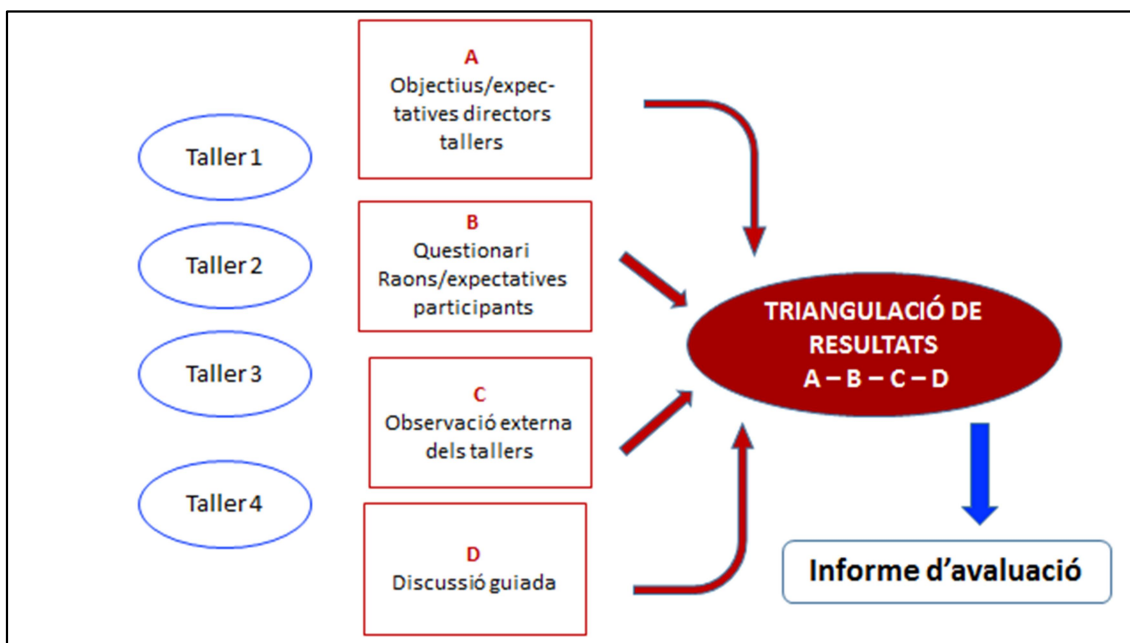 Taller 1
Taller 2
Taller 3
Taller 4
A
Objectius/expec-
tatives directors
tallers
B
Questionari
Raons/expectatives
participants
C
Observació externa
dels tallers
D
Discussió guiada
TRIANGULACIÓ DE
RESULTATS
A – B – C – D
Informe d’avaluació